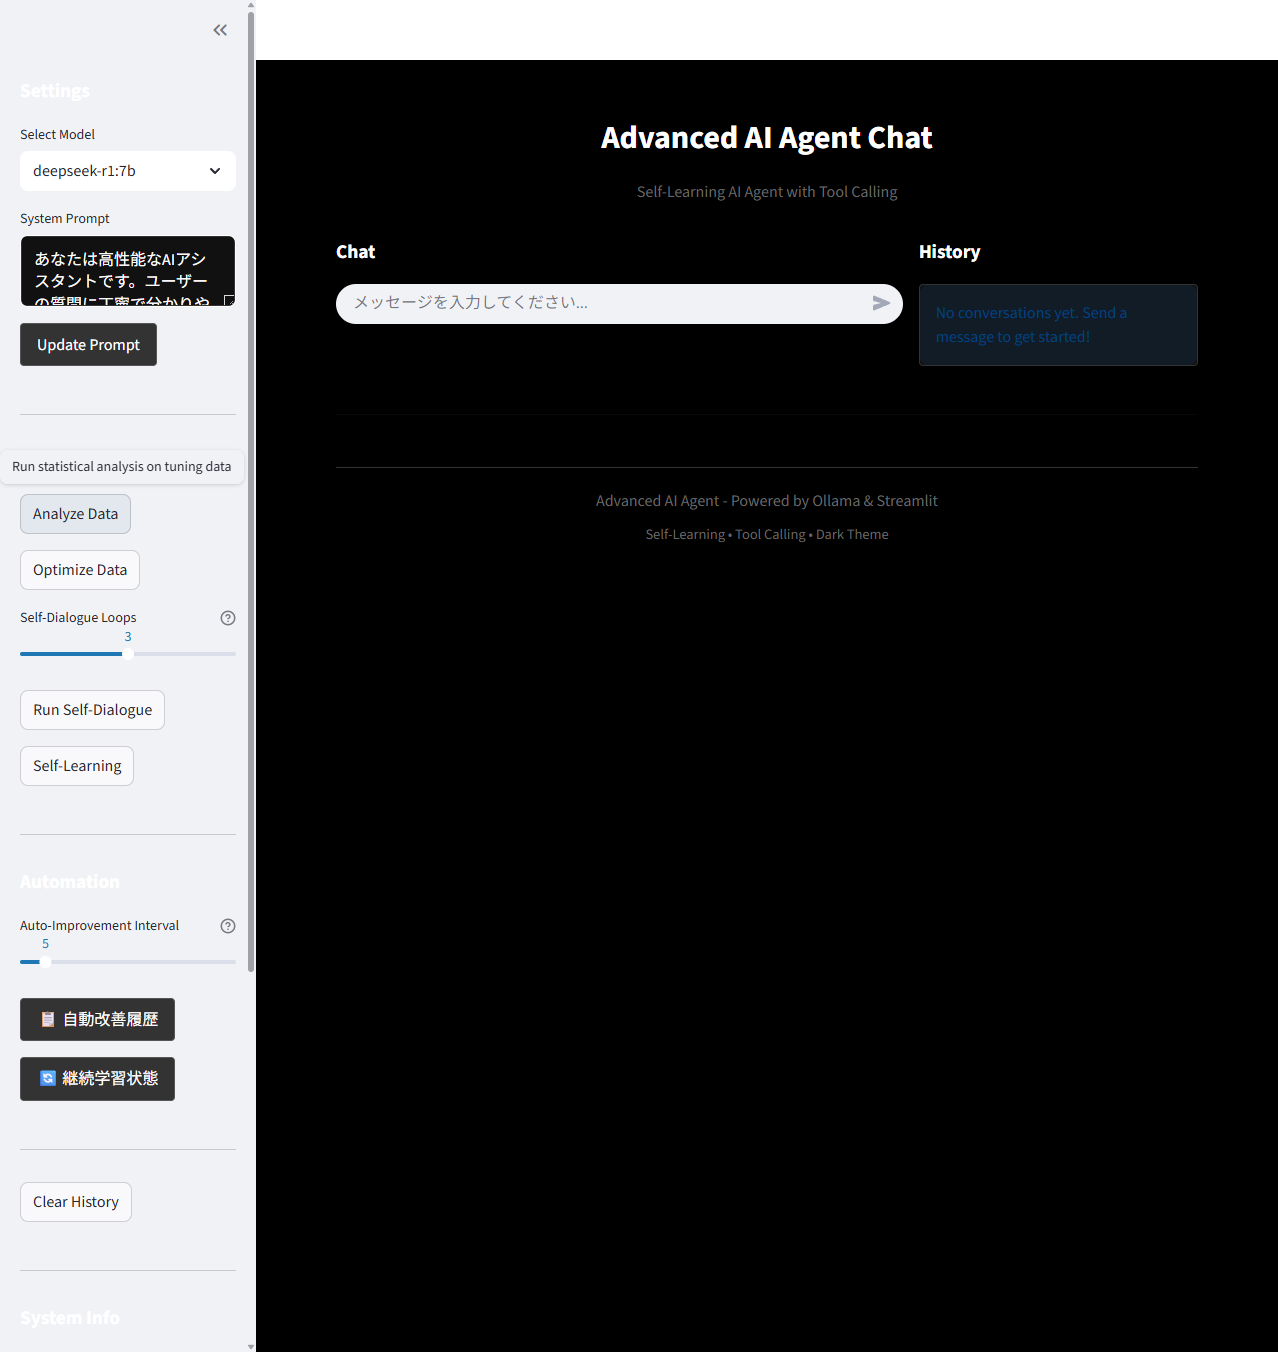 Settings
Select Model
deepseek-r1:7b
System Prompt
あなたは高性能なAIアシ
スタントです。ユーザー
の質問に丁寧で分かりや
Update Prompt
Run statistical analysis on tuning data
Analyze Data
Optimize Data
Self-Dialogue Loops
3
Run Self-Dialogue
Self-Learning
Automation
Auto-Improvement Interval
5
📋 自動改善履歴
🔄 継続学習状態
Clear History
System Info
Advanced AI Agent Chat
Self-Learning AI Agent with Tool Calling
Chat
メッセージを入力してください...
History
No conversations yet. Send a
message to get started!
Advanced AI Agent - Powered by Ollama & Streamlit
Self-Learning • Tool Calling • Dark Theme